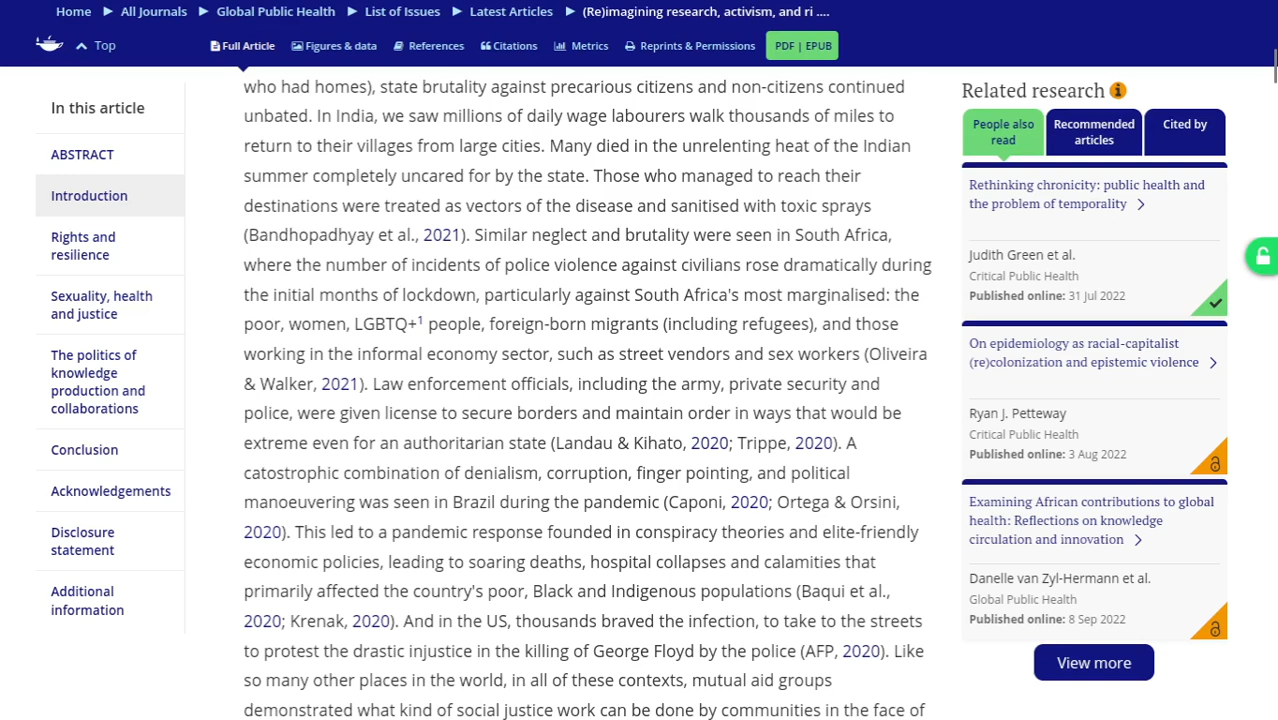 Home ▶ All Journals ▶ Global Public Health ▶ List of Issues ▶ Latest Articles ▶ (Re)imagining research, activism, and ri ....
Top
Full Article Figures & data References Citations Metrics Reprints & Permissions PDF | EPUB
In this article
ABSTRACT
Introduction
Rights and
resilience
Sexuality, health
and justice
The politics of
knowledge
production and
collaborations
Conclusion
Acknowledgements
Disclosure
statement
Additional
information
who had homes), state brutality against precarious citizens and non-citizens continued
unbated. In India, we saw millions of daily wage labourers walk thousands of miles to
return to their villages from large cities. Many died in the unrelenting heat of the Indian
summer completely uncared for by the state. Those who managed to reach their
destinations were treated as vectors of the disease and sanitised with toxic sprays
(Bandhopadhyay et al., 2021). Similar neglect and brutality were seen in South Africa,
where the number of incidents of police violence against civilians rose dramatically during
the initial months of lockdown, particularly against South Africa's most marginalised: the
poor, women, LGBTQ+1 people, foreign-born migrants (including refugees), and those
working in the informal economy sector, such as street vendors and sex workers (Oliveira
& Walker, 2021). Law enforcement officials, including the army, private security and
police, were given license to secure borders and maintain order in ways that would be
extreme even for an authoritarian state (Landau & Kihato, 2020; Trippe, 2020). A
catostrophic combination of denialism, corruption, finger pointing, and political
manoeuvering was seen in Brazil during the pandemic (Caponi, 2020; Ortega & Orsini,
2020). This led to a pandemic response founded in conspiracy theories and elite-friendly
economic policies, leading to soaring deaths, hospital collapses and calamities that
primarily affected the country's poor, Black and Indigenous populations (Baqui et al.,
2020; Krenak, 2020). And in the US, thousands braved the infection, to take to the streets
to protest the drastic injustice in the killing of George Floyd by the police (AFP, 2020). Like
so many other places in the world, in all of these contexts, mutual aid groups
demonstrated what kind of social justice work can be done by communities in the face of
Related research
People also
read
Recommended
articles
Cited by
Rethinking chronicity: public health and
the problem of temporality
Judith Green et al.
Critical Public Health
Published online: 31 Jul 2022
On epidemiology as racial-capitalist
(re)colonization and epistemic violence
Ryan J. Petteway
Critical Public Health
Published online: 3 Aug 2022
Examining African contributions to global
health: Reflections on knowledge
circulation and innovation
Danelle van Zyl-Hermann et al.
Global Public Health
Published online: 8 Sep 2022
View more